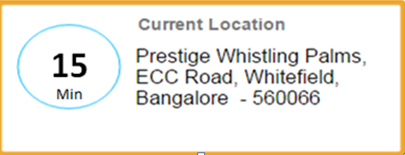 Current Location
15
Min
Prestige Whistling Palms,
ECC Road, Whitefield,
Bangalore - 560066